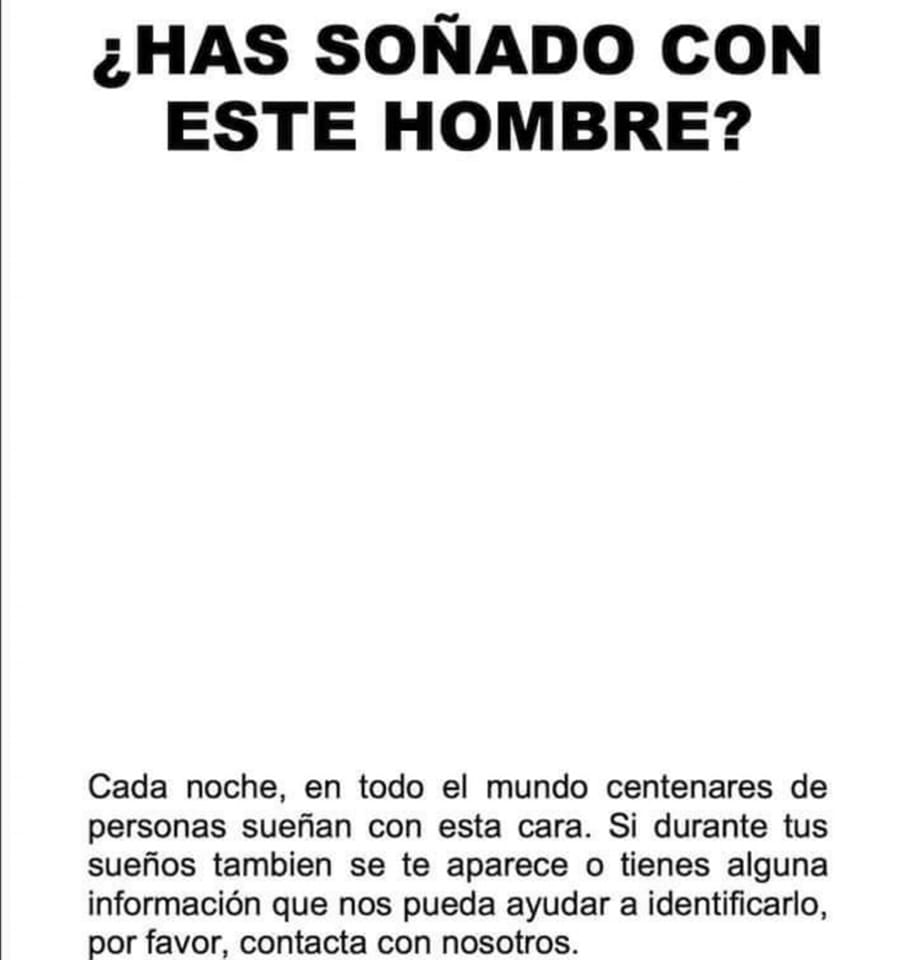 ¿HAS SOÑADO CON
ESTE HOMBRE?
Cada noche, en todo el mundo centenares de
personas sueñan con esta cara. Si durante tus
sueños tambien se te aparece o tienes alguna
información que nos pueda ayudar a identificarlo,
por favor, contacta con nosotros.